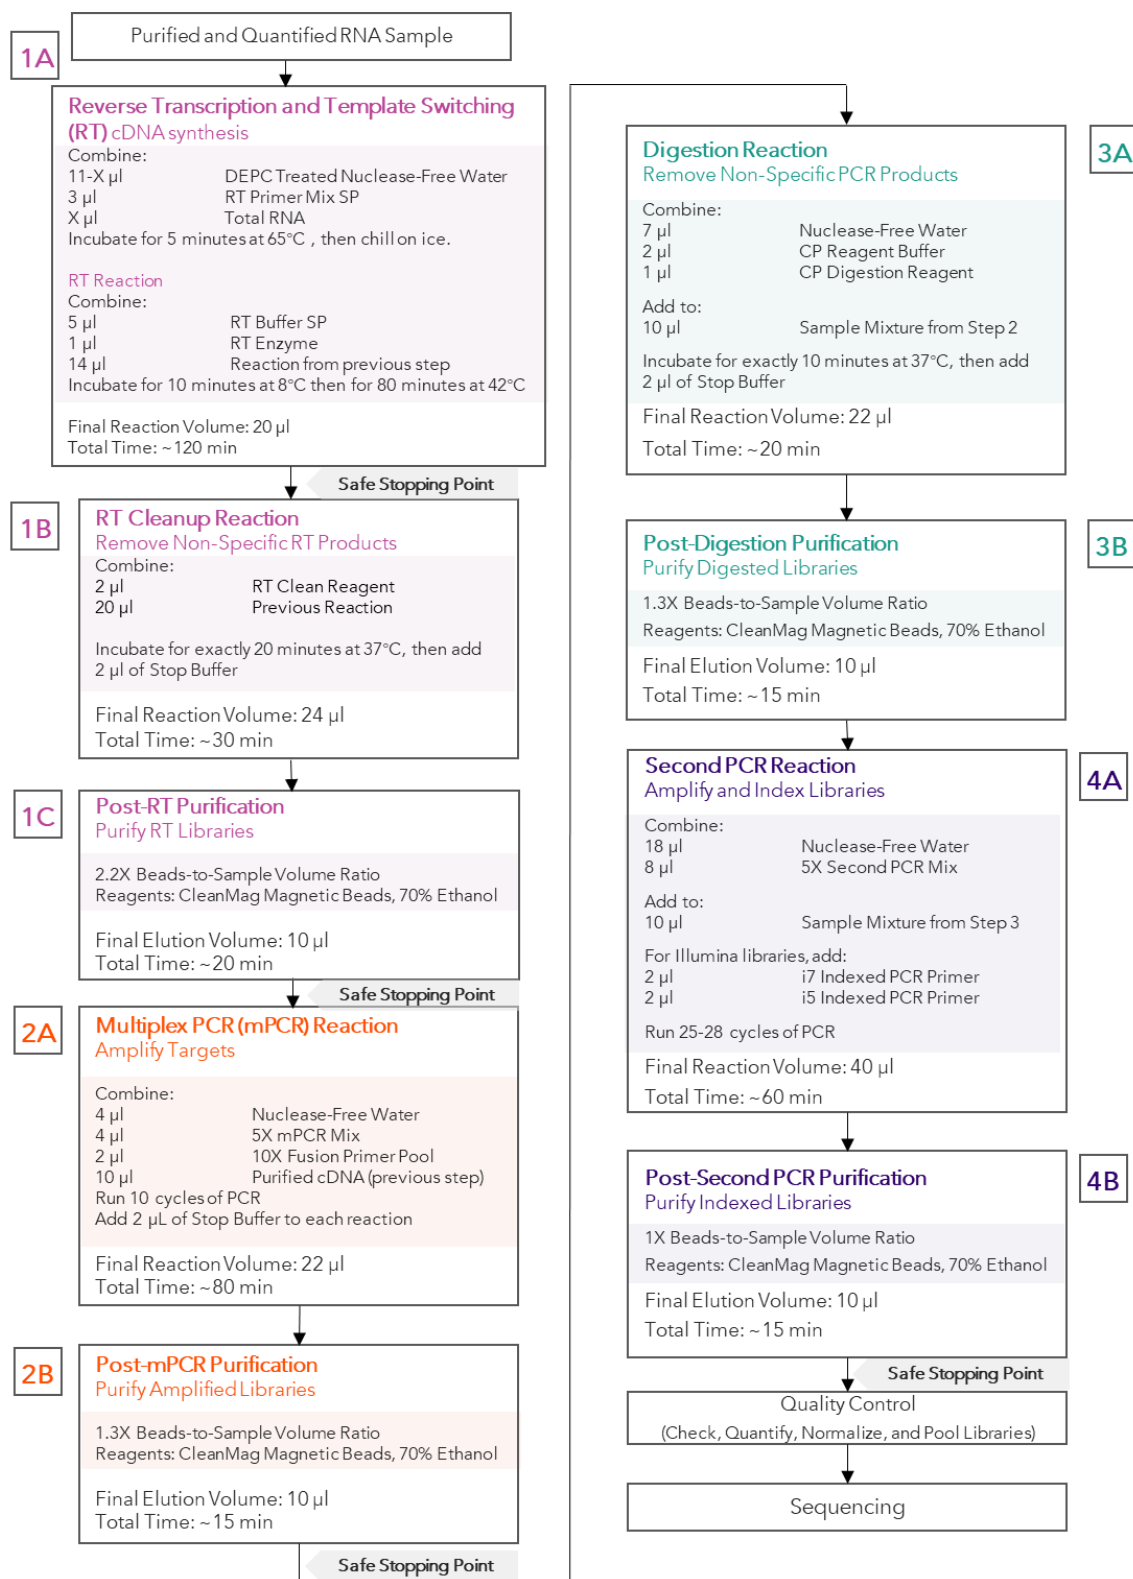 Purified and Quantified RNA Sample
1A
Reverse Transcription and Template Switching
(RT) cDNA synthesis
Combine:
11-X µl DEPC Treated Nuclease-Free Water
3 µl RT Primer Mix SP
X µl Total RNA
Incubate for 5 minutes at 65°C , then chill on ice.
RT Reaction
Combine:
5 µl RT Buffer SP
1 µl RT Enzyme
14 µl Reaction from previous step
Incubate for 10 minutes at 8°C then for 80 minutes at 42°C
Final Reaction Volume: 20 µl
Total Time: ~120 min
Safe Stopping Point
1B
RT Cleanup Reaction
Remove Non-Specific RT Products
Combine:
2 µl RT Clean Reagent
20 µl Previous Reaction
Incubate for exactly 20 minutes at 37°C, then add
2 µl of Stop Buffer
Final Reaction Volume: 24 µl
Total Time: ~30 min
1C
Post-RT Purification
Purify RT Libraries
2.2X Beads-to-Sample Volume Ratio
Reagents: CleanMag Magnetic Beads, 70% Ethanol
Final Elution Volume: 10 µl
Total Time: ~20 min
Safe Stopping Point
2A
Multiplex PCR (mPCR) Reaction
Amplify Targets
Combine:
4 µl Nuclease-Free Water
4 µl 5X mPCR Mix
2 µl 10X Fusion Primer Pool
10 µl Purified cDNA (previous step)
Run 10 cycles of PCR
Add 2 µL of Stop Buffer to each reaction
Final Reaction Volume: 22 µl
Total Time: ~80 min
2B
Post-mPCR Purification
Purify Amplified Libraries
1.3X Beads-to-Sample Volume Ratio
Reagents: CleanMag Magnetic Beads, 70% Ethanol
Final Elution Volume: 10 µl
Total Time: ~15 min
Safe Stopping Point
3A
Digestion Reaction
Remove Non-Specific PCR Products
Combine:
7 µl Nuclease-Free Water
2 µl CP Reagent Buffer
1 µl CP Digestion Reagent
Add to:
10 µl Sample Mixture from Step 2
Incubate for exactly 10 minutes at 37°C, then add
2 µl of Stop Buffer
Final Reaction Volume: 22 µl
Total Time: ~20 min
3B
Post-Digestion Purification
Purify Digested Libraries
1.3X Beads-to-Sample Volume Ratio
Reagents: CleanMag Magnetic Beads, 70% Ethanol
Final Elution Volume: 10 µl
Total Time: ~15 min
4A
Second PCR Reaction
Amplify and Index Libraries
Combine:
18 µl Nuclease-Free Water
8 µl 5X Second PCR Mix
Add to:
10 µl Sample Mixture from Step 3
For Illumina libraries, add:
2 µl i7 Indexed PCR Primer
2 µl i5 Indexed PCR Primer
Run 25-28 cycles of PCR
Final Reaction Volume: 40 µl
Total Time: ~60 min
4B
Post-Second PCR Purification
Purify Indexed Libraries
1X Beads-to-Sample Volume Ratio
Reagents: CleanMag Magnetic Beads, 70% Ethanol
Final Elution Volume: 10 µl
Total Time: ~15 min
Safe Stopping Point
Quality Control
(Check, Quantify, Normalize, and Pool Libraries)
Sequencing